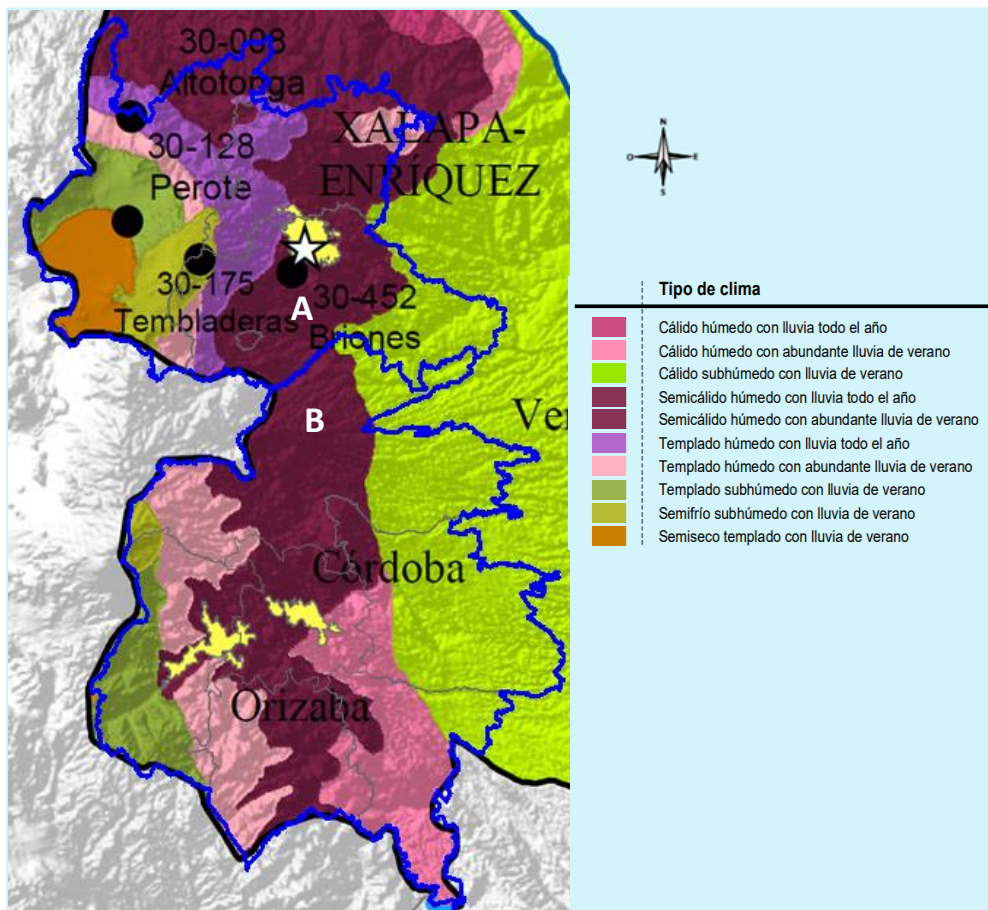 30-008
Altotonga
XALAPA-
ENRÍQUEZ
30-128
Perote
30-175
Tembladeras
A
30-452
Briones
B
Ver
Córdoba
Orizaba
N
O
E
S
Tipo de clima
Cálido húmedo con lluvia todo el año
Cálido húmedo con abundante lluvia de verano
Cálido subhúmedo con lluvia de verano
Semicálido húmedo con lluvia todo el año
Semicálido húmedo con abundante lluvia de verano
Templado húmedo con lluvia todo el año
Templado húmedo con abundante lluvia de verano
Templado subhúmedo con lluvia de verano
Semifrío subhúmedo con lluvia de verano
Semiseco templado con lluvia de verano